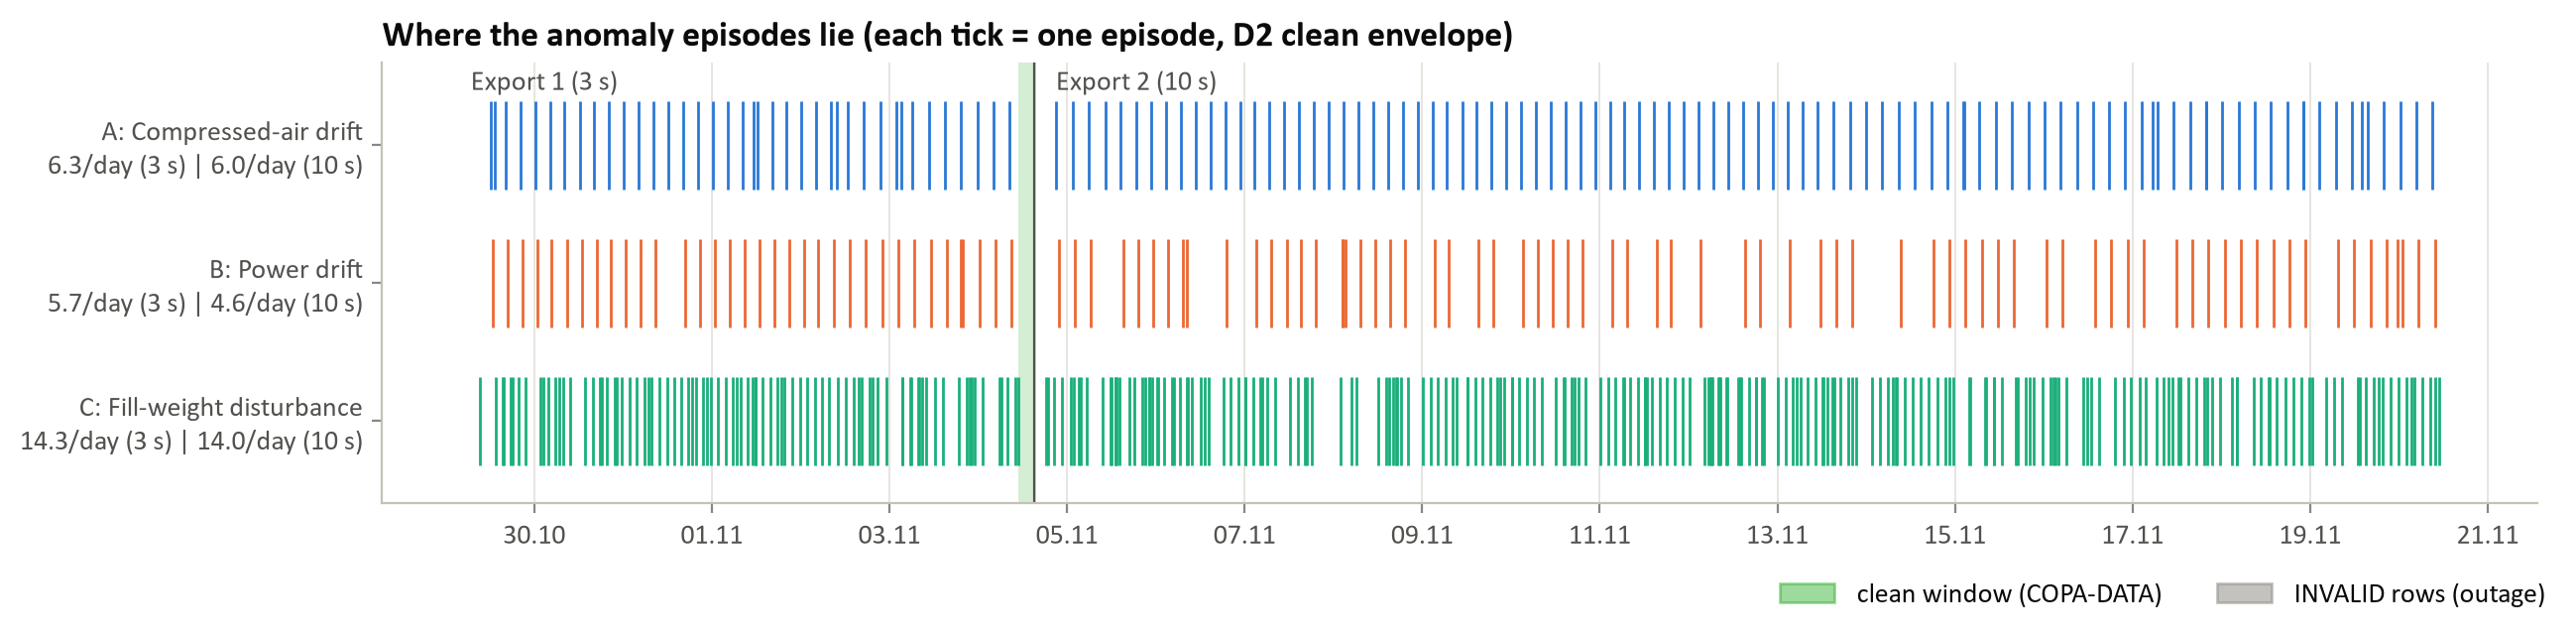 Where the anomaly episodes lie (each tick = one episode, D2 clean envelope)
Export 1 (3 s)
Export 2 (10 s)
A: Compressed-air drift
6.3/day (3 s) | 6.0/day (10 s)
B: Power drift
5.7/day (3 s) | 4.6/day (10 s)
C: Fill-weight disturbance
14.3/day (3 s) | 14.0/day (10 s)
30.10
01.11
03.11
05.11
07.11
09.11
11.11
13.11
15.11
17.11
19.11
21.11
clean window (COPA-DATA)
INVALID rows (outage)